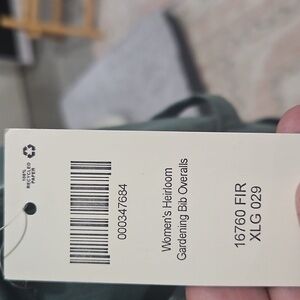 100%
RECYCLED
PAPER
000347684
Women's Heirloom
Gardening Bib Overalls
16760 FIR
XLG 029